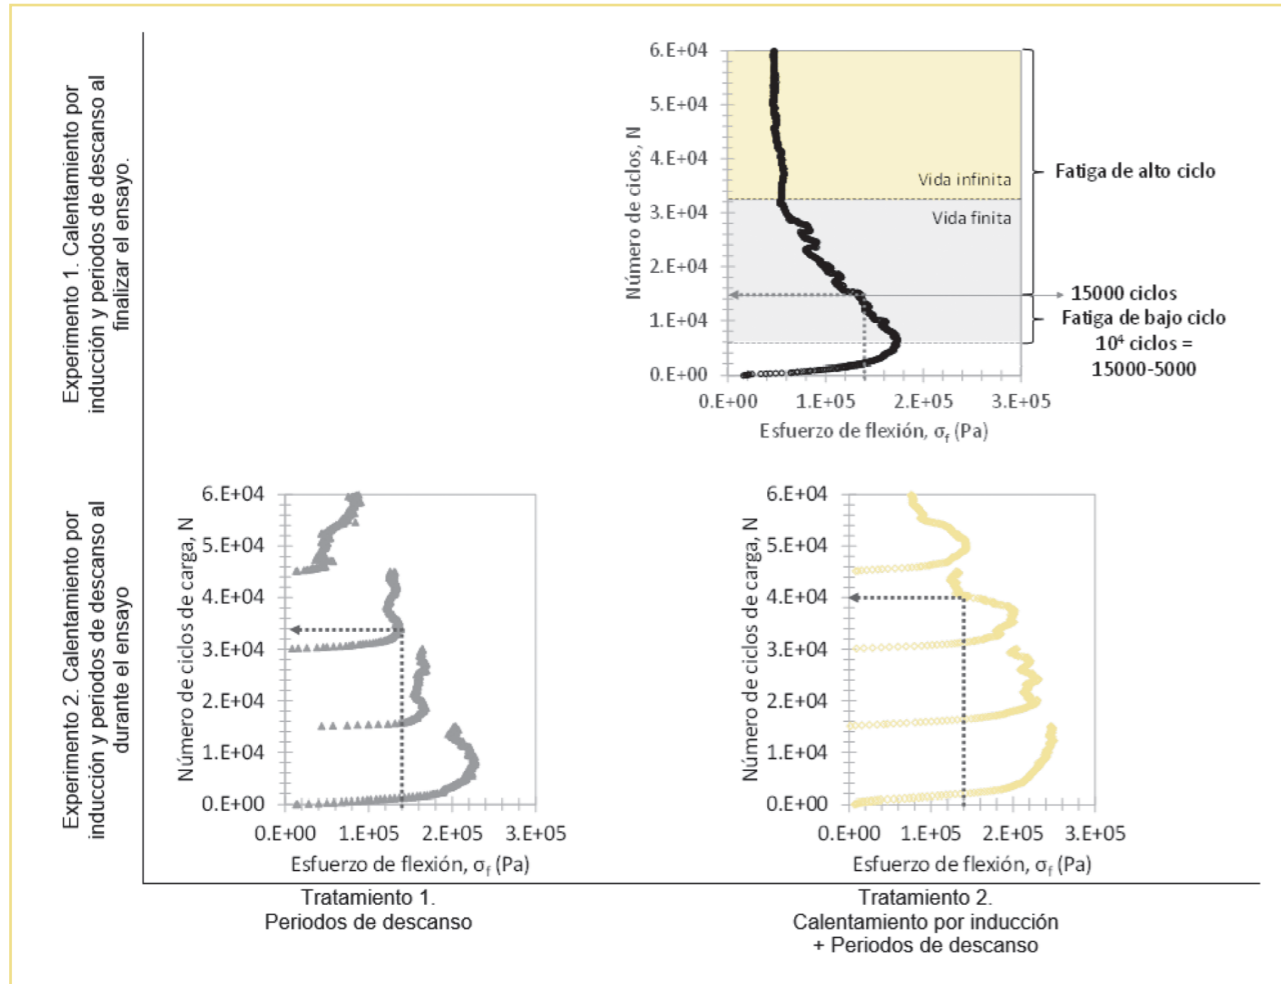 Experimento 1. Calentamiento por
inducción y periodos de descanso al
finalizar el ensayo.
Número de ciclos, N
6.E+04
5.E+04
4.E+04
3.E+04
2.E+04
1.E+04
0.E+00
0.E+00 1.E+05 2.E+05 3.E+05
Esfuerzo de flexión, σf (Pa)
Vida infinita
Vida finita
Fatiga de alto ciclo
15000 ciclos
Fatiga de bajo ciclo
10⁴ ciclos =
15000-5000
Experimento 2. Calentamiento por
inducción y periodos de descanso al
durante el ensayo
Número de ciclos de carga, N
6.E+04
5.E+04
4.E+04
3.E+04
2.E+04
1.E+04
0.E+00
0.E+00 1.E+05 2.E+05 3.E+05
Esfuerzo de flexión, σf (Pa)
Número de ciclos de carga, N
6.E+04
5.E+04
4.E+04
3.E+04
2.E+04
1.E+04
0.E+00
0.E+00 1.E+05 2.E+05 3.E+05
Esfuerzo de flexión, σf (Pa)
Tratamiento 1.
Periodos de descanso
Tratamiento 2.
Calentamiento por inducción
+ Periodos de descanso